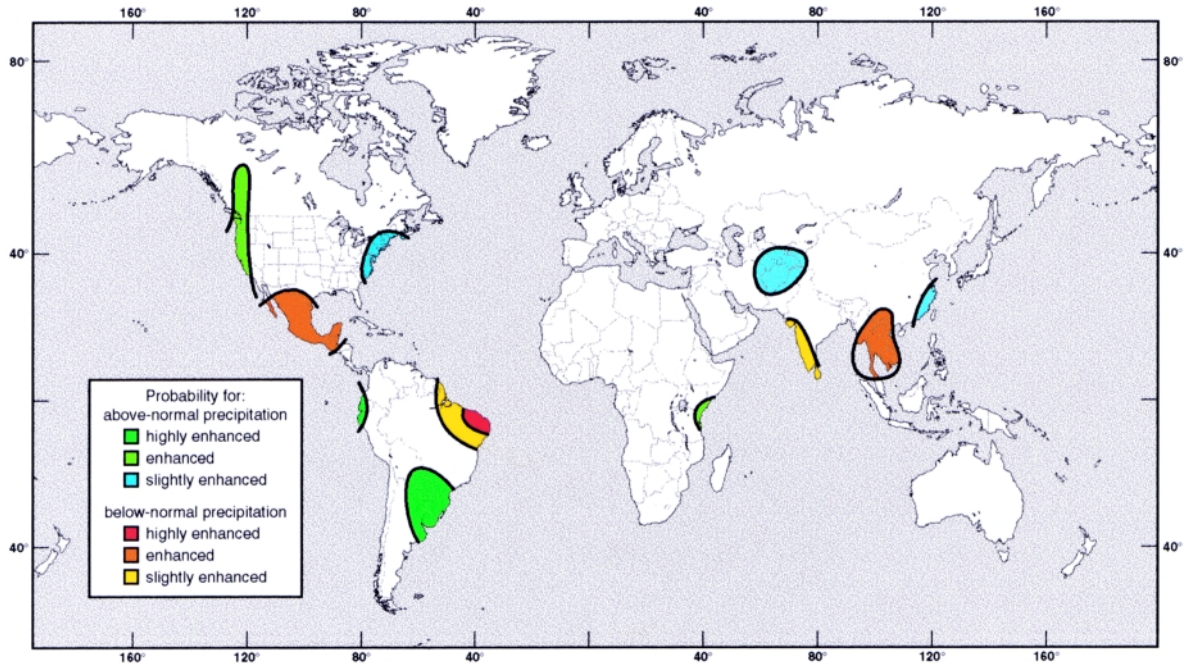 160° 120° 80° 40° 40° 80° 120° 160°
80° 80°
40° 40°
Probability for:
above-normal precipitation
highly enhanced
enhanced
slightly enhanced
below-normal precipitation
highly enhanced
enhanced
slightly enhanced
40° 40°
160° 120° 80° 40° 40° 80° 120° 160°